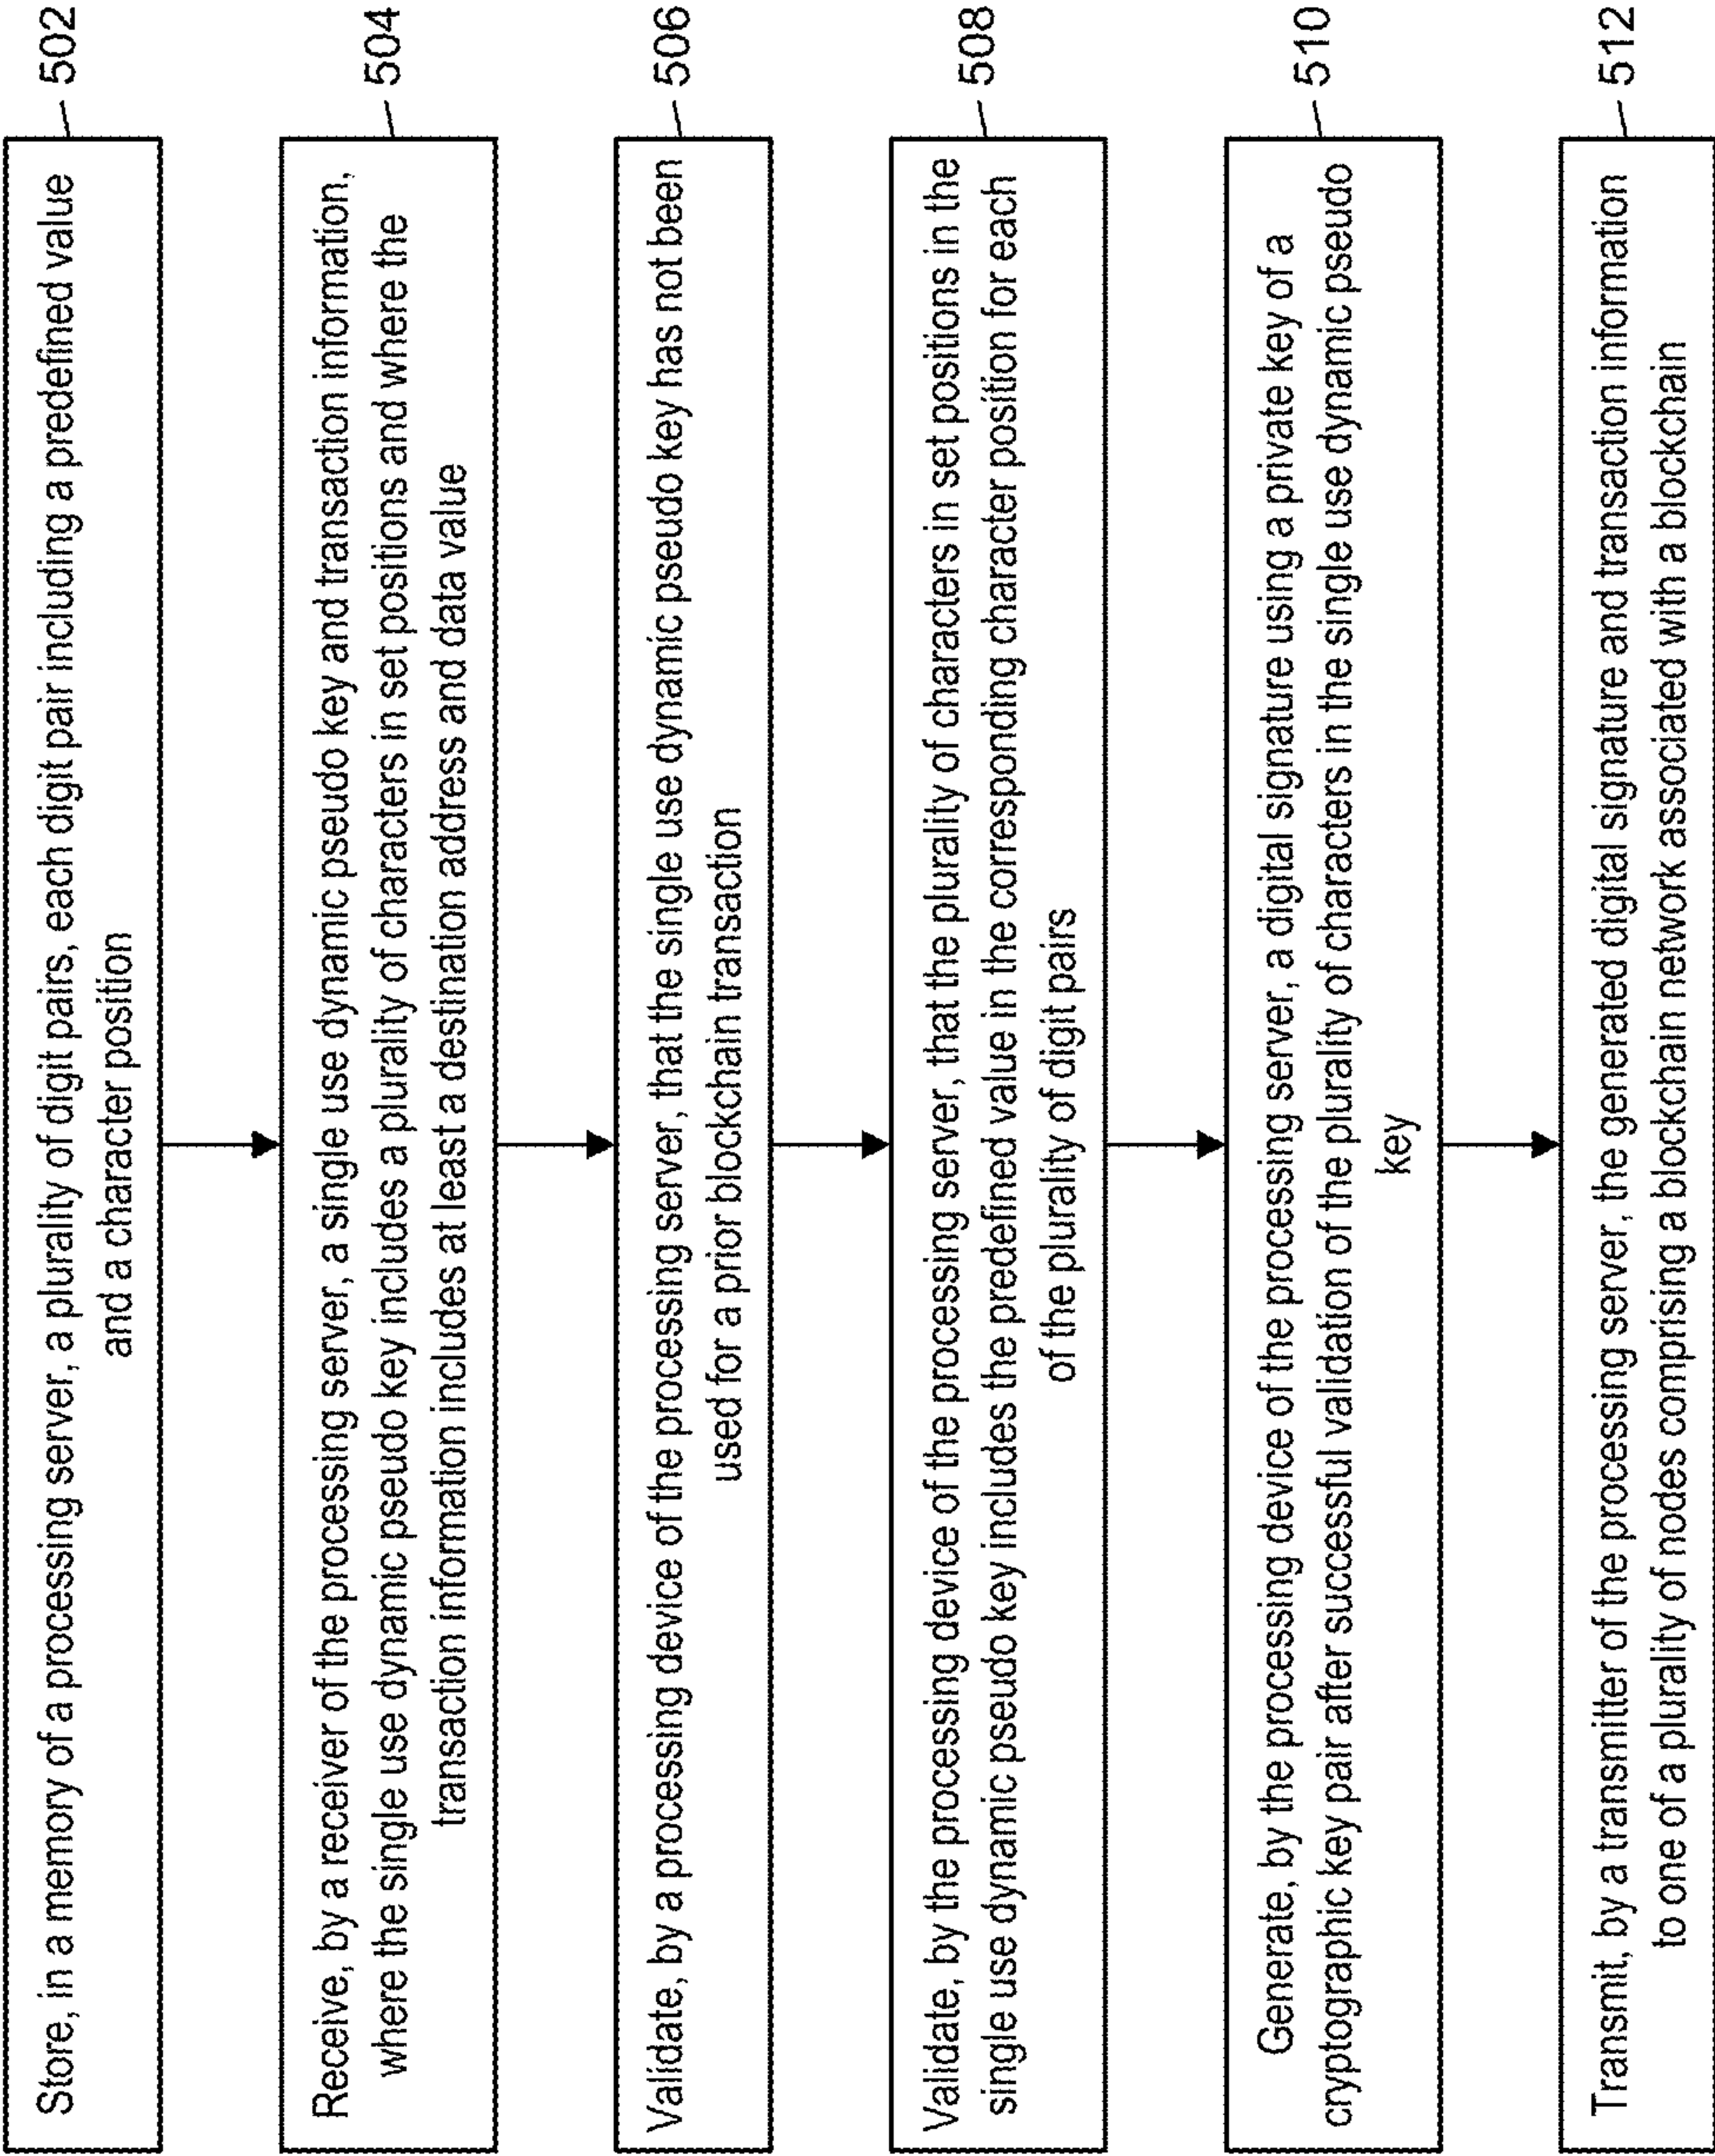 Store, in a memory of a processing server, a plurality of digit pairs, each digit pair including a predefined value
and a character position
502
Receive, by a receiver of the processing server, a single use dynamic pseudo key and transaction information,
where the single use dynamic pseudo key includes a plurality of characters in set positions and where the
transaction information includes at least a destination address and data value
504
Validate, by a processing device of the processing server, that the single use dynamic pseudo key has not been
used for a prior blockchain transaction
506
Validate, by the processing device of the processing server, that the plurality of characters in set positions in the
single use dynamic pseudo key includes the predefined value in the corresponding character position for each
of the plurality of digit pairs
508
Generate, by the processing device of the processing server, a digital signature using a private key of a
cryptographic key pair after successful validation of the plurality of characters in the single use dynamic pseudo
key
510
Transmit, by a transmitter of the processing server, the generated digital signature and transaction information
to one of a plurality of nodes comprising a blockchain network associated with a blockchain
512